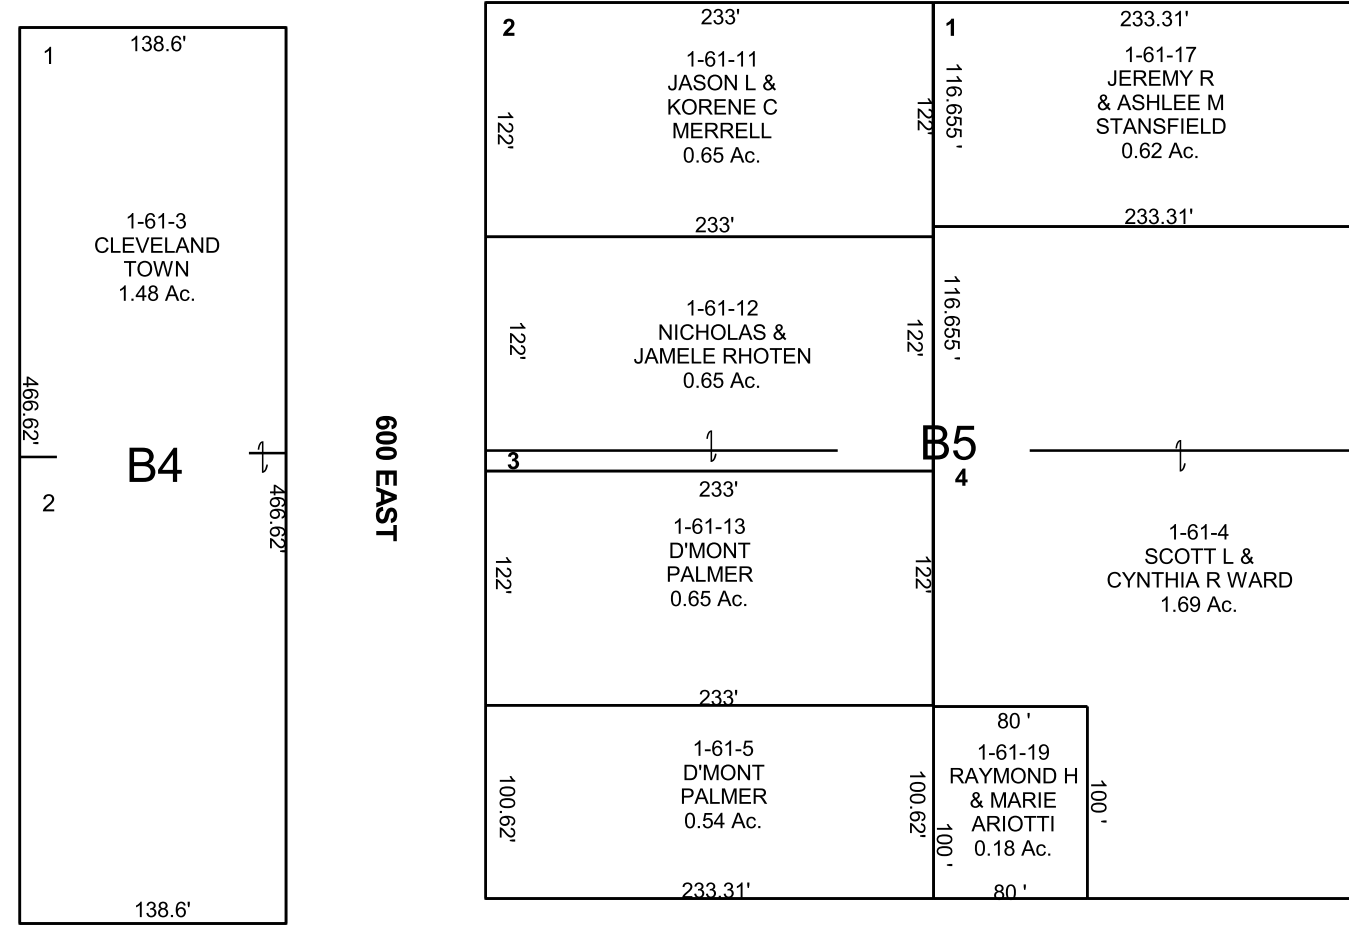 1
138.6'
1-61-3
CLEVELAND
TOWN
1.48 Ac.
466.62'
B4
466.62'
2
138.6'
600 EAST
2
233'
1-61-11
JASON L &
KORENE C
MERRELL
0.65 Ac.
122'
122'
233'
1-61-12
NICHOLAS &
JAMELE RHOTEN
0.65 Ac.
122'
122'
B5
3
233'
1-61-13
D'MONT
PALMER
0.65 Ac.
122'
122'
233'
1-61-5
D'MONT
PALMER
0.54 Ac.
100.62'
100.62'
233.31'
1
233.31'
116.655 '
1-61-17
JEREMY R
& ASHLEE M
STANSFIELD
0.62 Ac.
233.31'
116.655 '
4
1-61-4
SCOTT L &
CYNTHIA R WARD
1.69 Ac.
80 '
1-61-19
RAYMOND H
& MARIE
ARIOTTI
0.18 Ac.
100 '
100 '
80 '